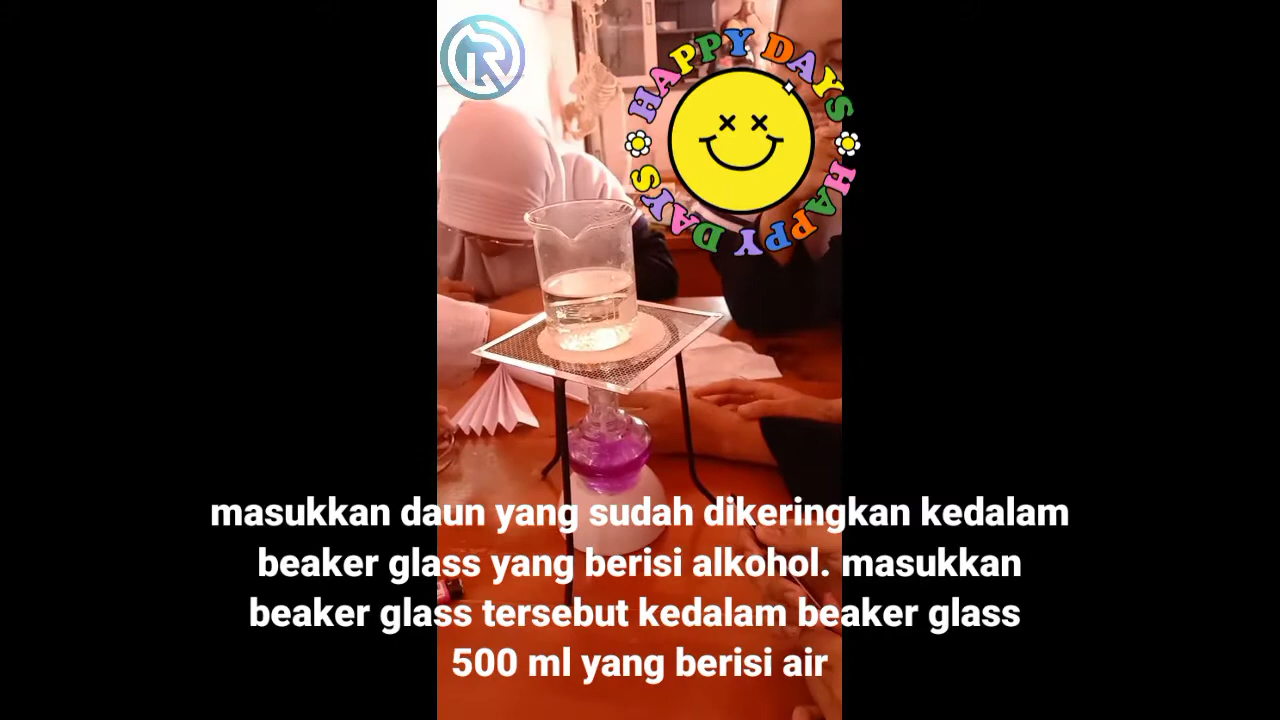 HAPPY DAYS HAPPY DAYS
masukkan daun yang sudah dikeringkan kedalam
beaker glass yang berisi alkohol. masukkan
beaker glass tersebut kedalam beaker glass
500 ml yang berisi air